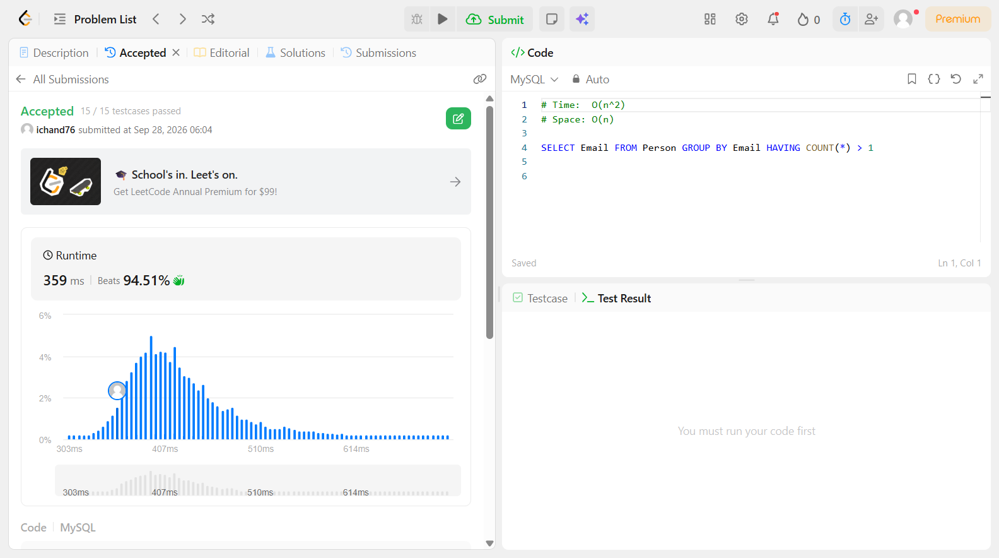 Problem List
Submit
0
Premium
Description
Accepted
Editorial
Solutions
Submissions
All Submissions
Accepted 15 / 15 testcases passed
ichand76 submitted at Sep 28, 2026 06:04
School's in. Leet's on.
Get LeetCode Annual Premium for $99!
Runtime
359 ms Beats 94.51%
6%
4%
2%
0%
303ms 407ms 510ms 614ms
303ms 407ms 510ms 614ms
Code MySQL
</> Code
MySQL Auto
1 # Time:  O(n^2)
2 # Space: O(n)
3
4 SELECT Email FROM Person GROUP BY Email HAVING COUNT(*) > 1
5
6
Saved Ln 1, Col 1
Testcase >_ Test Result
You must run your code first